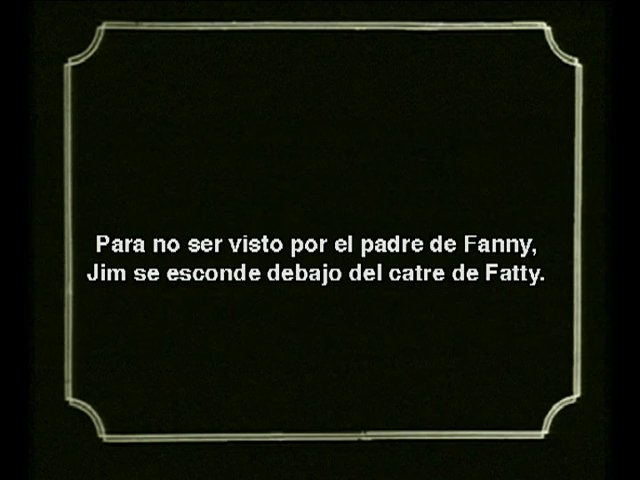 Para no ser visto por el padre de Fanny,
Jim se esconde debajo del catre de Fatty.